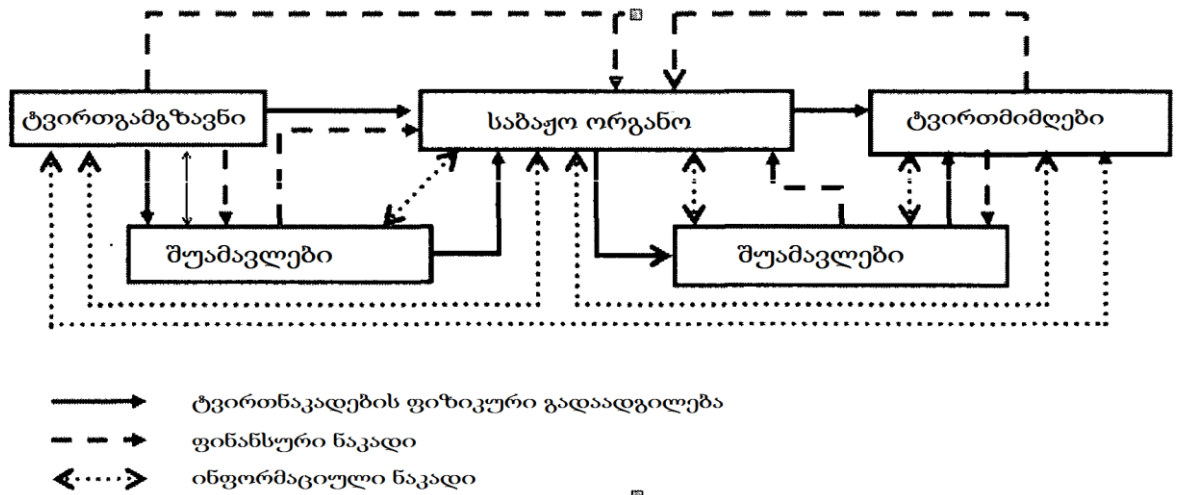 ტვირთგამგზავნი
საბაჟო ორგანო
ტვირთმიმღები
შუამავლები
შუამავლები
ტვირთნაკადების ფიზიკური გადაადგილება
ფინანსური ნაკადი
ინფორმაციული ნაკადი